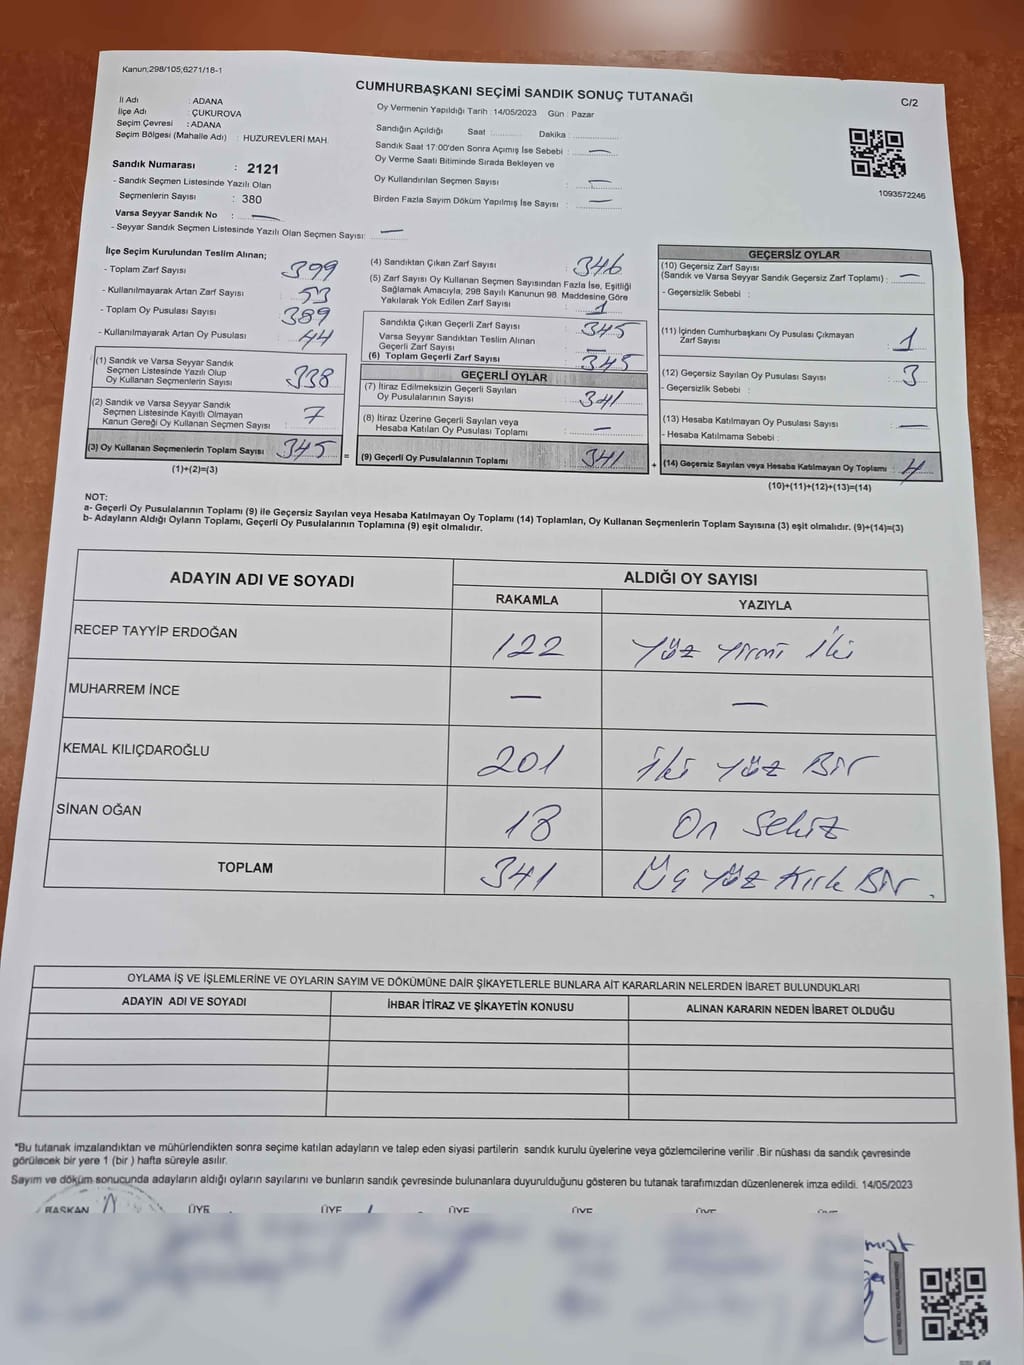 Kanun;298/105,6271/18-1
CUMHURBAŞKANI SEÇİMİ SANDIK SONUÇ TUTANAĞI
C/2
İl Adı : ADANA
İlçe Adı : ÇUKUROVA
Seçim Çevresi : ADANA
Seçim Bölgesi (Mahalle Adı) : HUZUREVLERİ MAH.
Oy Vermenin Yapıldığı Tarih : 14/05/2023 Gün : Pazar
Sandığın Açıldığı Saat : Dakika :
Sandık Saat 17:00'den Sonra Açımış İse Sebebi : —
Oy Verme Saati Bitiminde Sırada Bekleyen ve
Oy Kullandırılan Seçmen Sayısı : —
Birden Fazla Sayım Döküm Yapılmış İse Sayısı : —
1093572246
Sandık Numarası : 2121
- Sandık Seçmen Listesinde Yazılı Olan
Seçmenlerin Sayısı : 380
Varsa Seyyar Sandık No : —
- Seyyar Sandık Seçmen Listesinde Yazılı Olan Seçmen Sayısı: —
İlçe Seçim Kurulundan Teslim Alınan;
- Toplam Zarf Sayısı : 399
- Kullanılmayarak Artan Zarf Sayısı : 53
- Toplam Oy Pusulası Sayısı : 389
- Kullanılmayarak Artan Oy Pusulası : 44
(1) Sandık ve Varsa Seyyar Sandık
Seçmen Listesinde Yazılı Olup
Oy Kullanan Seçmenlerin Sayısı : 338
(2) Sandık ve Varsa Seyyar Sandık
Seçmen Listesinde Kayıtlı Olmayan
Kanun Gereği Oy Kullanan Seçmen Sayısı : 7
(3) Oy Kullanan Seçmenlerin Toplam Sayısı : 345
(1)+(2)=(3)
(4) Sandıktan Çıkan Zarf Sayısı : 346
(5) Zarf Sayısı Oy Kullanan Seçmen Sayısından Fazla İse, Eşitliği
Sağlamak Amacıyla, 298 Sayılı Kanunun 98. Maddesine Göre
Yakılarak Yok Edilen Zarf Sayısı : 1
Sandıkta Çıkan Geçerli Zarf Sayısı : 345
Varsa Seyyar Sandıktan Teslim Alınan
Geçerli Zarf Sayısı : —
(6) Toplam Geçerli Zarf Sayısı : 345
GEÇERLİ OYLAR
(7) İtiraz Edilmeksizin Geçerli Sayılan
Oy Pusulalarının Sayısı : 341
(8) İtiraz Üzerine Geçerli Sayılan veya
Hesaba Katılan Oy Pusulası Toplamı : —
= (9) Geçerli Oy Pusulalarının Toplamı : 341 +
GEÇERSİZ OYLAR
(10) Geçersiz Zarf Sayısı
(Sandık ve Varsa Seyyar Sandık Geçersiz Zarf Toplamı) : —
- Geçersizlik Sebebi :
(11) İçinden Cumhurbaşkanı Oy Pusulası Çıkmayan
Zarf Sayısı : 1
(12) Geçersiz Sayılan Oy Pusulası Sayısı : 3
- Geçersizlik Sebebi :
(13) Hesaba Katılmayan Oy Pusulası Sayısı : —
- Hesaba Katılmama Sebebi :
(14) Geçersiz Sayılan veya Hesaba Katılmayan Oy Toplamı : 4
(10)+(11)+(12)+(13)=(14)
NOT:
a- Geçerli Oy Pusulalarının Toplamı (9) ile Geçersiz Sayılan veya Hesaba Katılmayan Oy Toplamı (14) Toplamları, Oy Kullanan Seçmenlerin Toplam Sayısına (3) eşit olmalıdır. (9)+(14)=(3)
b- Adayların Aldığı Oyların Toplamı, Geçerli Oy Pusulalarının Toplamına (9) eşit olmalıdır.
ADAYIN ADI VE SOYADI
ALDIĞI OY SAYISI
RAKAMLA YAZIYLA
RECEP TAYYİP ERDOĞAN 122 Yüz Yirmi İki
MUHARREM İNCE — —
KEMAL KILIÇDAROĞLU 201 İki Yüz Bir
SİNAN OĞAN 18 On Sekiz
TOPLAM 341 Üç Yüz Kırk Bir.
OYLAMA İŞ VE İŞLEMLERİNE VE OYLARIN SAYIM VE DÖKÜMÜNE DAİR ŞİKAYETLERLE BUNLARA AİT KARARLARIN NELERDEN İBARET BULUNDUKLARI
ADAYIN ADI VE SOYADI İHBAR İTİRAZ VE ŞİKAYETİN KONUSU ALINAN KARARIN NEDEN İBARET OLDUĞU
*Bu tutanak imzalandıktan ve mühürlendikten sonra seçime katılan adayların ve talep eden siyasi partilerin sandık kurulu üyelerine veya gözlemcilerine verilir .Bir nüshası da sandık çevresinde
görülecek bir yere 1 (bir ) hafta süreyle asılır.
Sayım ve döküm sonucunda adayların aldığı oyların sayılarını ve bunların sandık çevresinde bulunanlara duyurulduğunu gösteren bu tutanak tarafımızdan düzenlenerek imza edildi. 14/05/2023
BAŞKAN ÜYE ÜYE ÜYE ÜYE ÜYE ÜYE